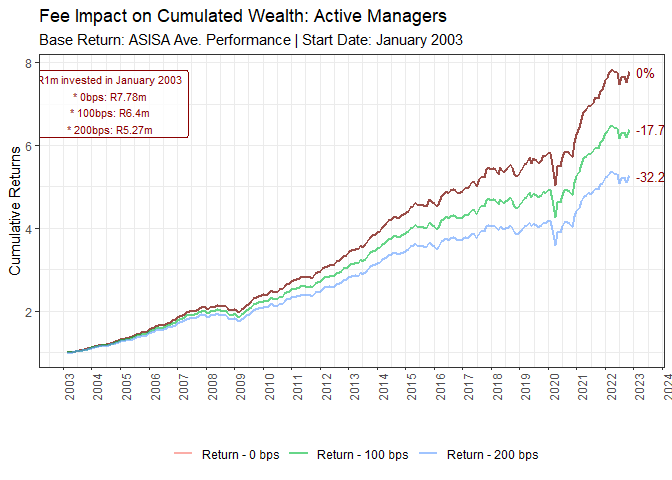 Fee Impact on Cumulated Wealth: Active Managers
Base Return: ASISA Ave. Performance | Start Date: January 2003
R1m invested in January 2003
* 0bps: R7.78m
* 100bps: R6.4m
* 200bps: R5.27m
8
6
4
2
Cumulative Returns
0%
-17.7
-32.2
2003
2004
2005
2006
2007
2008
2009
2010
2011
2012
2013
2014
2015
2016
2017
2018
2019
2020
2021
2022
2023
2024
Return - 0 bps
Return - 100 bps
Return - 200 bps